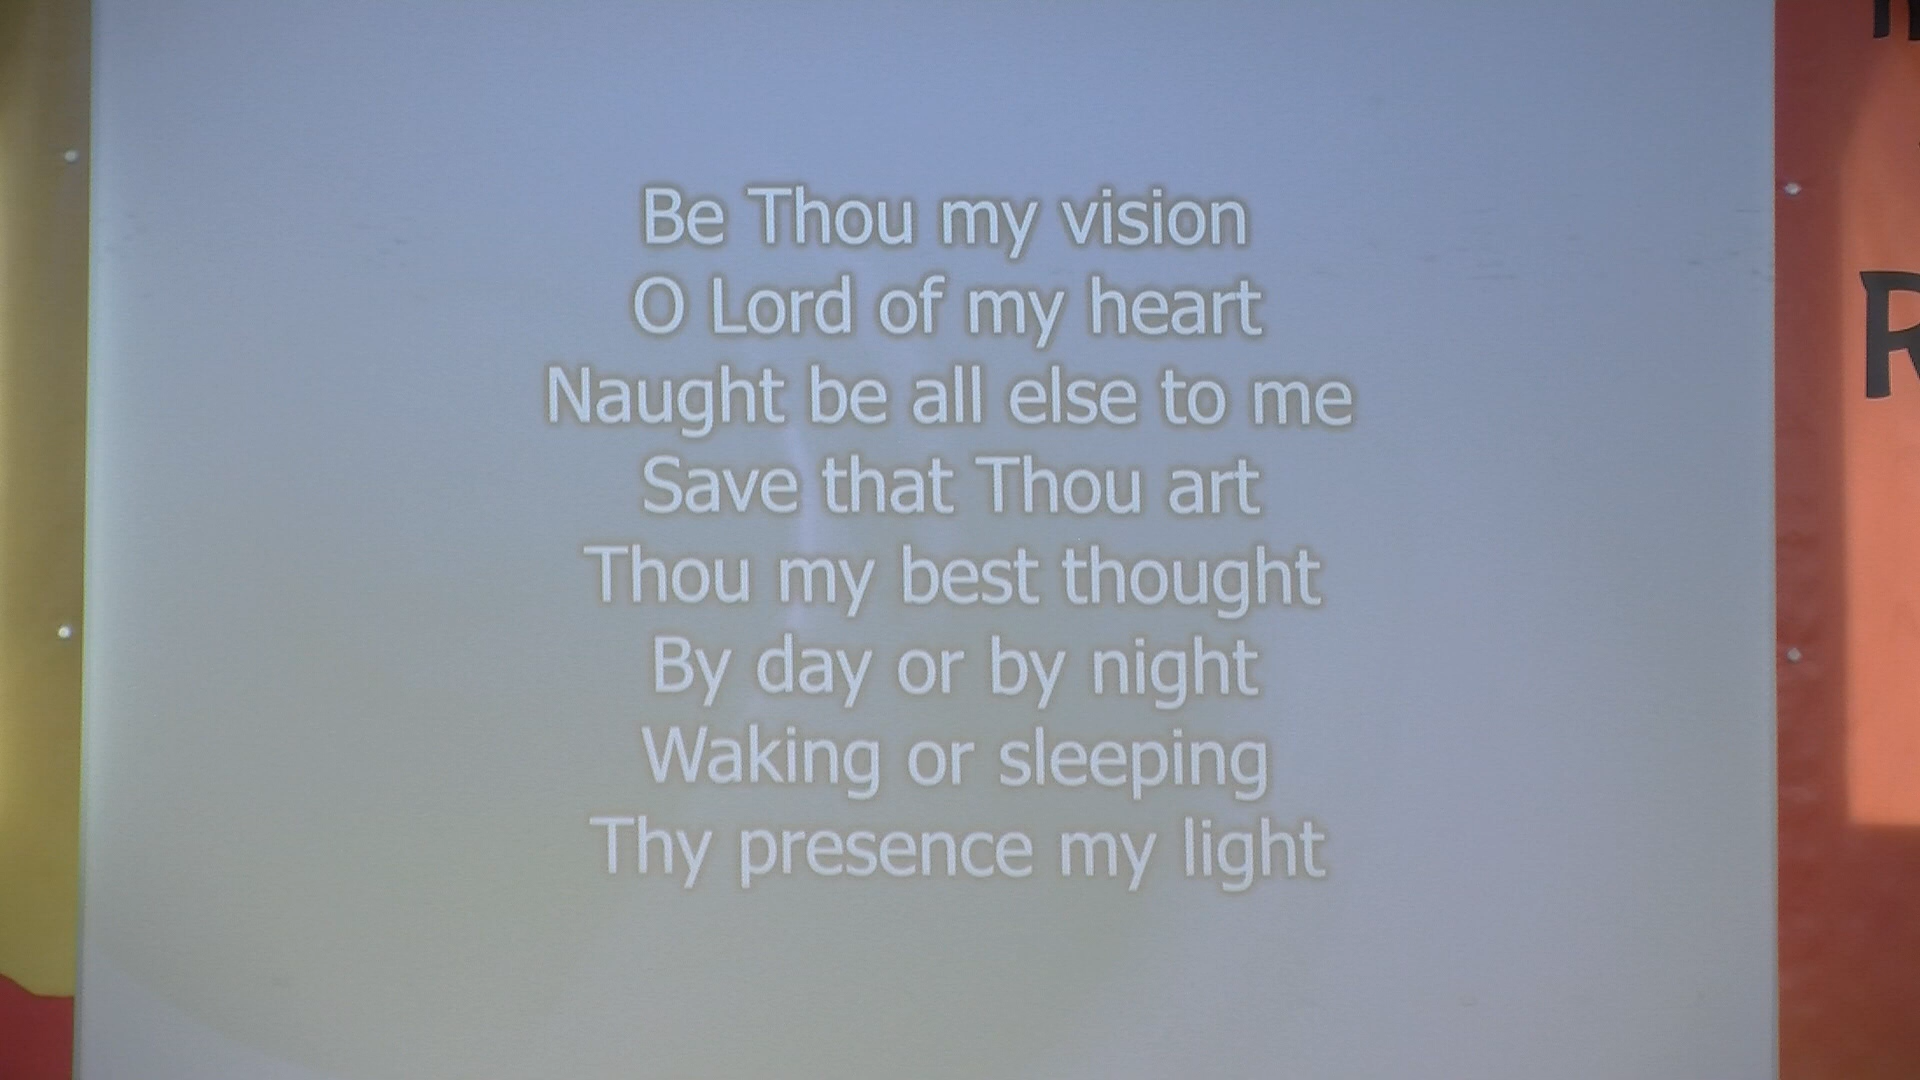 Be Thou my vision
O Lord of my heart
Naught be all else to me
Save that Thou art
Thou my best thought
By day or by night
Waking or sleeping
Thy presence my light
R